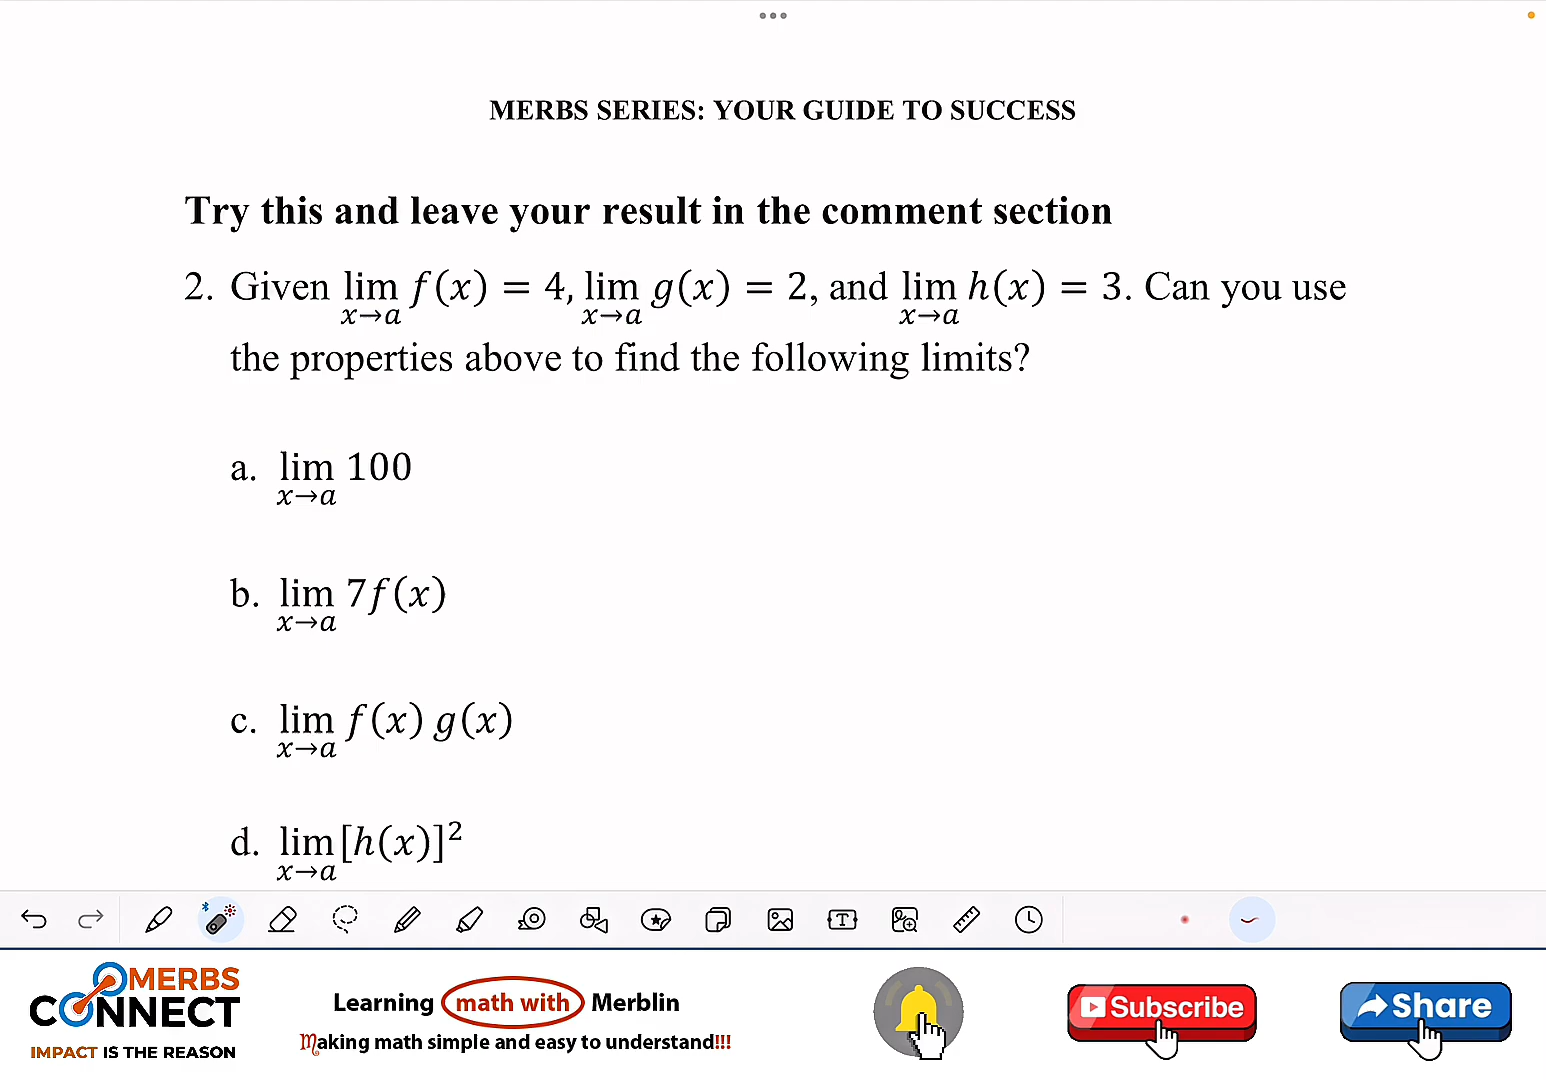 MERBS SERIES: YOUR GUIDE TO SUCCESS
Try this and leave your result in the comment section
2. Given lim x→a f(x) = 4, lim x→a g(x) = 2, and lim x→a h(x) = 3. Can you use
the properties above to find the following limits?
a. lim x→a 100
b. lim x→a 7f(x)
c. lim x→a f(x) g(x)
d. lim x→a [h(x)]²
T
MERBS
CONNECT
IMPACT IS THE REASON
Learning math with Merblin
Making math simple and easy to understand!!!
Subscribe
Share